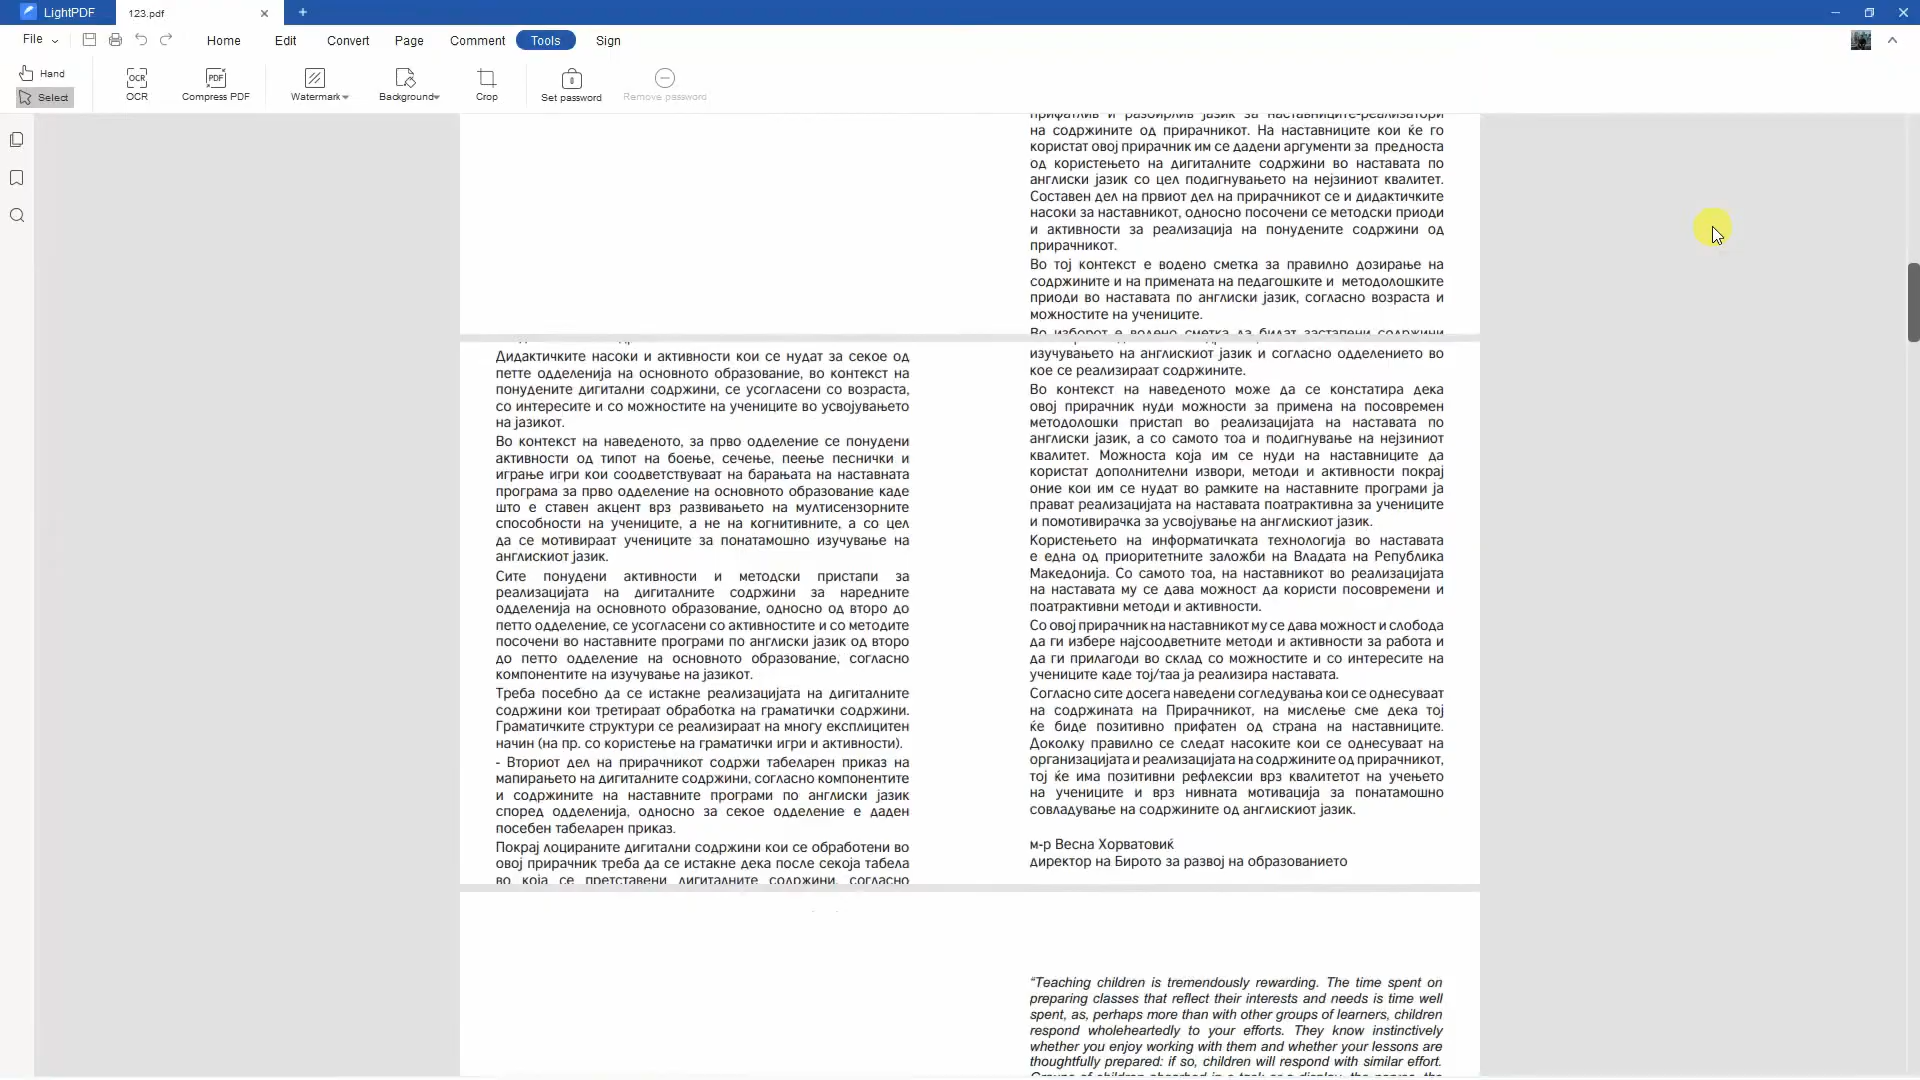 LightPDF
123.pdf
File
Home
Edit
Convert
Page
Comment
Tools
Sign
Hand
Select
OCR
OCR
PDF
Compress PDF
Watermark
Background
Crop
Set password
Remove password
прифатлив и разбирлив јазик за наставниците-реализатори
на содржините од прирачникот. На наставниците кои ќе го
користат овој прирачник им се дадени аргументи за предноста
од користењето на дигиталните содржини во наставата по
англиски јазик со цел подигнувањето на нејзиниот квалитет.
Составен дел на првиот дел на прирачникот се и дидактичките
насоки за наставникот, односно посочени се методски приоди
и активности за реализација на понудените содржини од
прирачникот.
Во тој контекст е водено сметка за правилно дозирање на
содржините и на примената на педагошките и методолошките
приоди во наставата по англиски јазик, согласно возраста и
можностите на учениците.
Во изборот е водено сметка да бидат застапени содржини
Дидактичките насоки и активности кои се нудат за секое од
петте одделенија на основното образование, во контекст на
понудените дигитални содржини, се усогласени со возраста,
со интересите и со можностите на учениците во усвојувањето
на јазикот.
Во контекст на наведеното, за прво одделение се понудени
активности од типот на боење, сечење, пеење песнички и
играње игри кои соодветствуваат на барањата на наставната
програма за прво одделение на основното образование каде
што е ставен акцент врз развивањето на мултисензорните
способности на учениците, а не на когнитивните, а со цел
да се мотивираат учениците за понатамошно изучување на
англискиот јазик.
Сите понудени активности и методски пристапи за
реализацијата на дигиталните содржини за наредните
одделенија на основното образование, односно од второ до
петто одделение, се усогласени со активностите и со методите
посочени во наставните програми по англиски јазик од второ
до петто одделение на основното образование, согласно
компонентите на изучување на јазикот.
Треба посебно да се истакне реализацијата на дигиталните
содржини кои третираат обработка на граматички содржини.
Граматичките структури се реализираат на многу експлицитен
начин (на пр. со користење на граматички игри и активности).
- Вториот дел на прирачникот содржи табеларен приказ на
мапирањето на дигиталните содржини, согласно компонентите
и содржините на наставните програми по англиски јазик
според одделенија, односно за секое одделение е даден
посебен табеларен приказ.
Покрај лоцираните дигитални содржини кои се обработени во
овој прирачник треба да се истакне дека после секоја табела
во која се претставени дигиталните содржини, согласно
изучувањето на англискиот јазик и согласно одделението во
кое се реализираат содржините.
Во контекст на наведеното може да се констатира дека
овој прирачник нуди можности за примена на посовремен
методолошки пристап во реализацијата на наставата по
англиски јазик, а со самото тоа и подигнување на нејзиниот
квалитет. Можноста која им се нуди на наставниците да
користат дополнителни извори, методи и активности покрај
оние кои им се нудат во рамките на наставните програми ја
прават реализацијата на наставата поатрактивна за учениците
и помотивирачка за усвојување на англискиот јазик.
Користењето на информатичката технологија во наставата
е една од приоритетните заложби на Владата на Република
Македонија. Со самото тоа, на наставникот во реализацијата
на наставата му се дава можност да користи посовремени и
поатрактивни методи и активности.
Со овој прирачник на наставникот му се дава можност и слобода
да ги избере најсоодветните методи и активности за работа и
да ги прилагоди во склад со можностите и со интересите на
учениците каде тој/таа ја реализира наставата.
Согласно сите досега наведени согледувања кои се однесуваат
на содржината на Прирачникот, на мислење сме дека тој
ќе биде позитивно прифатен од страна на наставниците.
Доколку правилно се следат насоките кои се однесуваат на
организацијата и реализацијата на содржините од прирачникот,
тој ќе има позитивни рефлексии врз квалитетот на учењето
на учениците и врз нивната мотивација за понатамошно
совладување на содржините од англискиот јазик.
м-р Весна Хорватовиќ
директор на Бирото за развој на образованието
“Teaching children is tremendously rewarding. The time spent on
preparing classes that reflect their interests and needs is time well
spent, as, perhaps more than with other groups of learners, children
respond wholeheartedly to your efforts. They know instinctively
whether you enjoy working with them and whether your lessons are
thoughtfully prepared: if so, children will respond with similar effort.